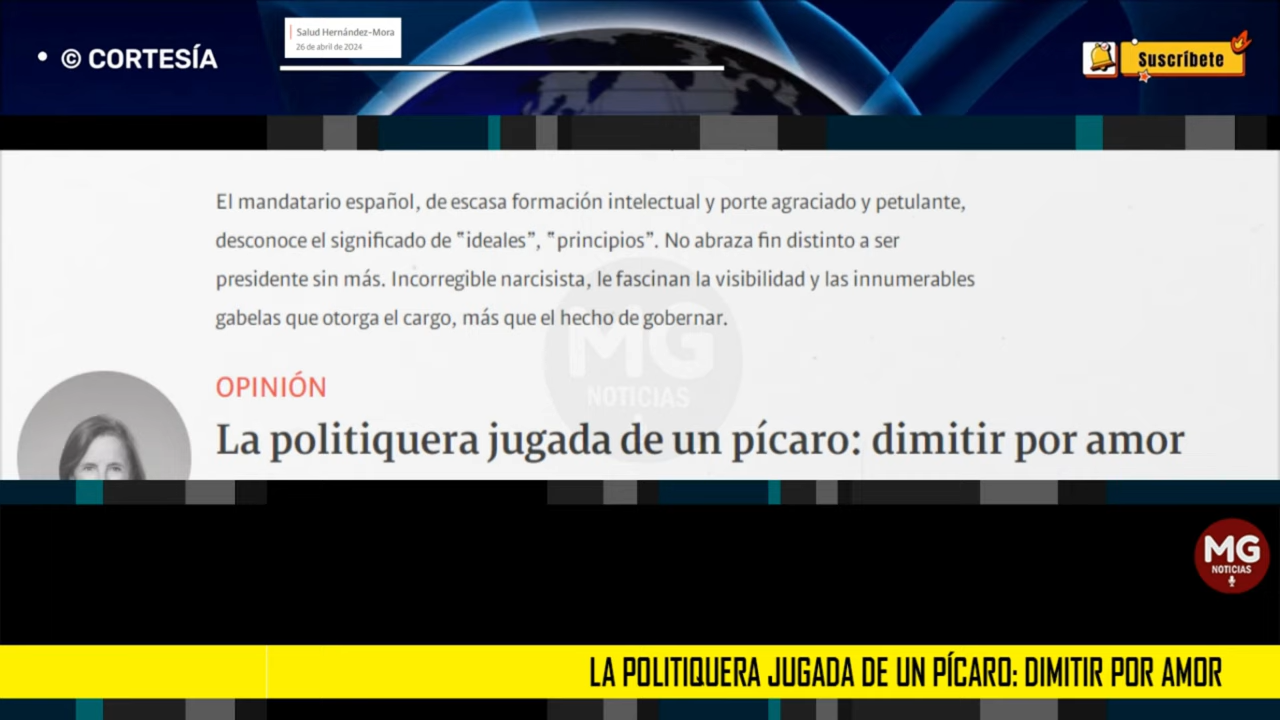 © CORTESÍA
Salud Hernández-Mora
26 de abril de 2024
Suscríbete
El mandatario español, de escasa formación intelectual y porte agraciado y petulante,
desconoce el significado de "ideales", "principios". No abraza fin distinto a ser
presidente sin más. Incorregible narcisista, le fascinan la visibilidad y las innumerables
gabelas que otorga el cargo, más que el hecho de gobernar.
MG
NOTICIAS
OPINIÓN
La politiquera jugada de un pícaro: dimitir por amor
MG
NOTICIAS
LA POLITIQUERA JUGADA DE UN PÍCARO: DIMITIR POR AMOR